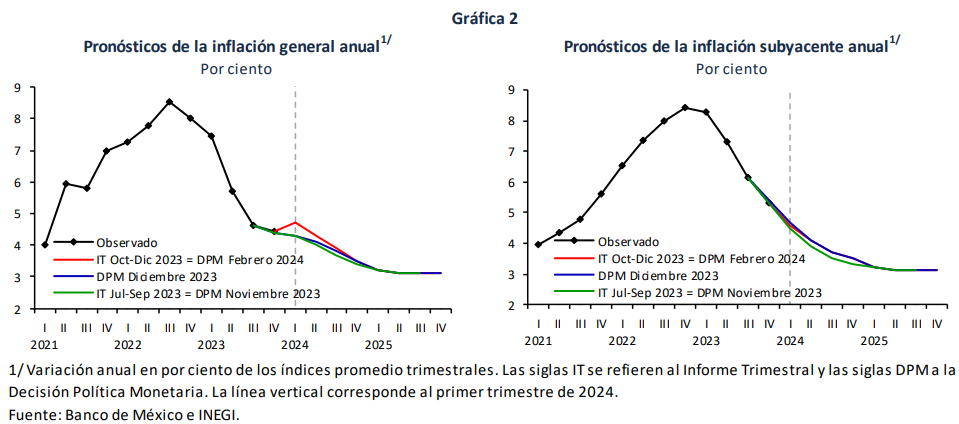 Gráfica 2
Pronósticos de la inflación general anual1/
Por ciento
9
8
7
6
5
4
3
2
Observado
IT Oct-Dic 2023 = DPM Febrero 2024
DPM Diciembre 2023
IT Jul-Sep 2023 = DPM Noviembre 2023
I II III IV I II III IV I II III IV I II III IV I II III IV
2021 2022 2023 2024 2025
Pronósticos de la inflación subyacente anual1/
Por ciento
9
8
7
6
5
4
3
2
Observado
IT Oct-Dic 2023 = DPM Febrero 2024
DPM Diciembre 2023
IT Jul-Sep 2023 = DPM Noviembre 2023
I II III IV I II III IV I II III IV I II III IV I II III IV
2021 2022 2023 2024 2025
1/ Variación anual en por ciento de los índices promedio trimestrales. Las siglas IT se refieren al Informe Trimestral y las siglas DPM a la
Decisión Política Monetaria. La línea vertical corresponde al primer trimestre de 2024.
Fuente: Banco de México e INEGI.